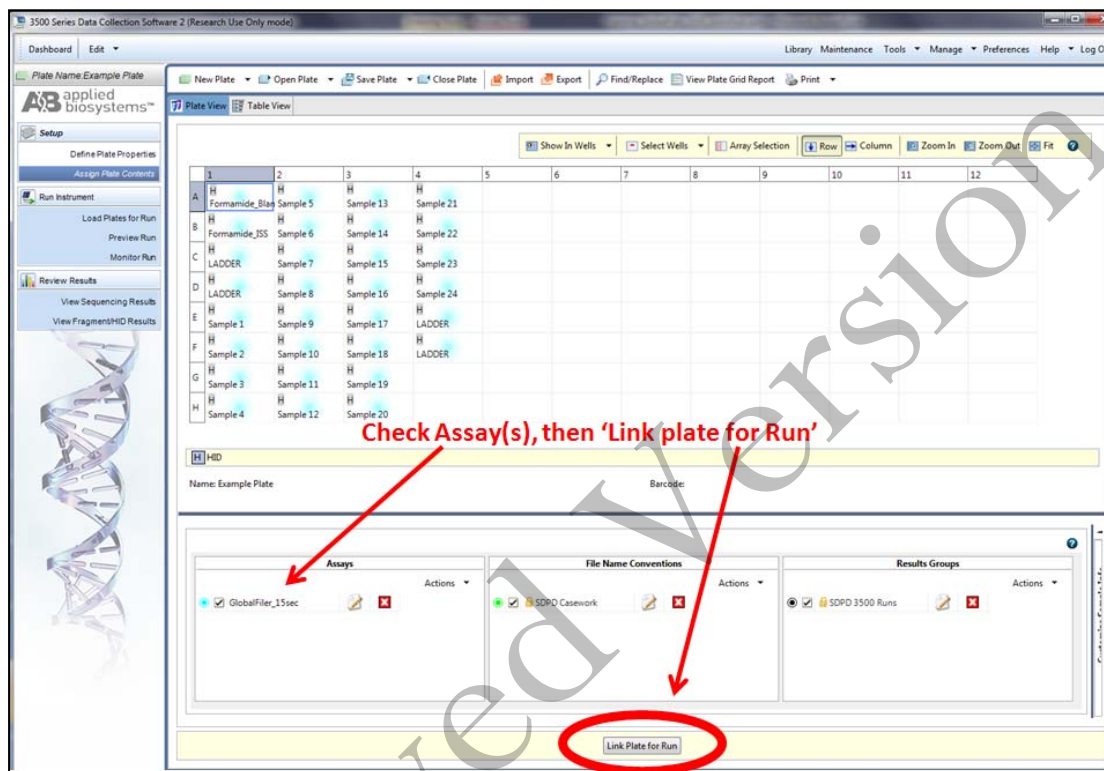 3500 Series Data Collection Software 2 (Research Use Only mode)
Dashboard Edit
Library Maintenance Tools Manage Preferences Help Log O
Plate Name:Example Plate
New Plate Open Plate Save Plate Close Plate Import Export Find/Replace View Plate Grid Report Print
AB applied biosystems™
Plate View Table View
Setup
Define Plate Properties
Assign Plate Contents
Run Instrument
Load Plates for Run
Preview Run
Monitor Run
Review Results
View Sequencing Results
View Fragment/HID Results
Show In Wells Select Wells Array Selection Row Column Zoom In Zoom Out Fit
1 2 3 4 5 6 7 8 9 10 11 12
H H H H
A Formamide_Blan Sample 5 Sample 13 Sample 21
H H H H
B Formamide_ISS Sample 6 Sample 14 Sample 22
H H H H
C LADDER Sample 7 Sample 15 Sample 23
H H H H
D LADDER Sample 8 Sample 16 Sample 24
H H H H
E Sample 1 Sample 9 Sample 17 LADDER
H H H H
F Sample 2 Sample 10 Sample 18 LADDER
H H H
G Sample 3 Sample 11 Sample 19
H H H
H Sample 4 Sample 12 Sample 20
Check Assay(s), then ‘Link plate for Run’
H HID
Name: Example Plate Barcode:
Assays File Name Conventions Results Groups
Actions Actions Actions
GlobalFiler_15sec SDPD Casework SDPD 3500 Runs
Link Plate for Run
ved Version